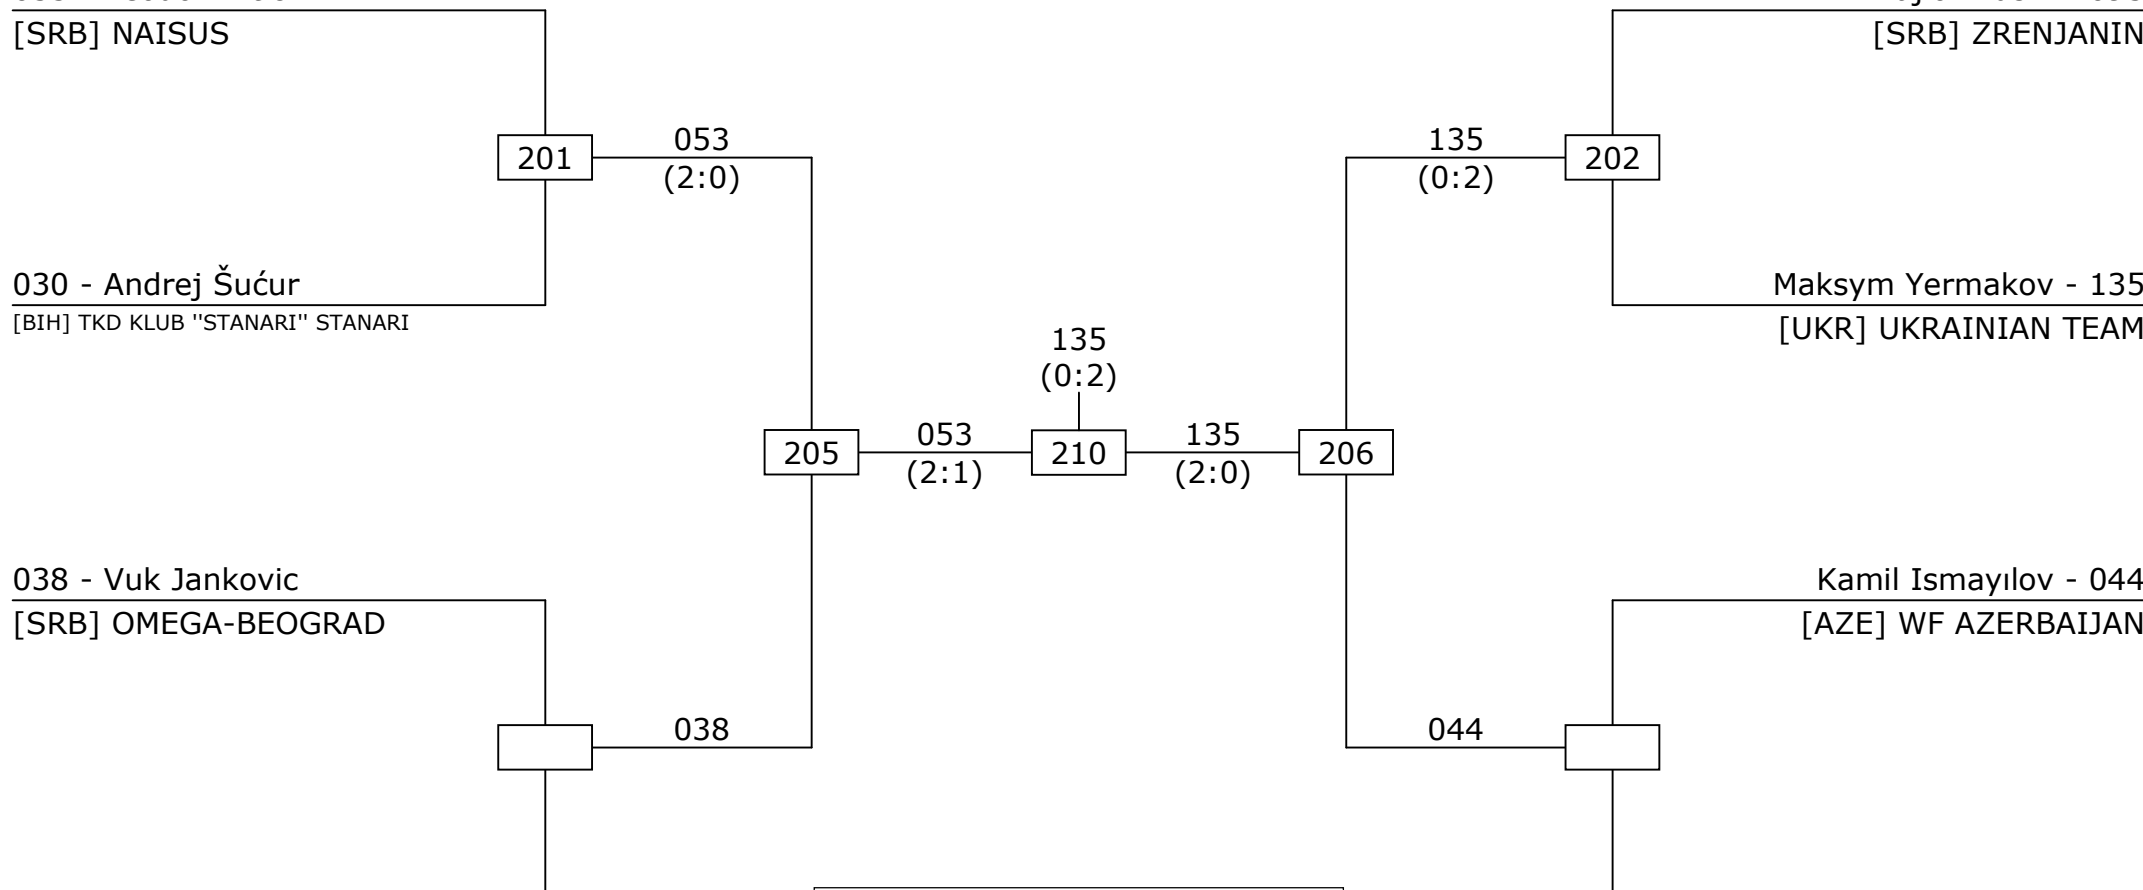 [SRB] NAISUS
[SRB] ZRENJANIN
201
053
(2:0)
135
(0:2)
202
030 - Andrej Šućur
[BIH] TKD KLUB "STANARI" STANARI
Maksym Yermakov - 135
[UKR] UKRAINIAN TEAM
135
(0:2)
205
053
(2:1)
210
135
(2:0)
206
038 - Vuk Jankovic
[SRB] OMEGA-BEOGRAD
Kamil Ismayılov - 044
[AZE] WF AZERBAIJAN
038
044